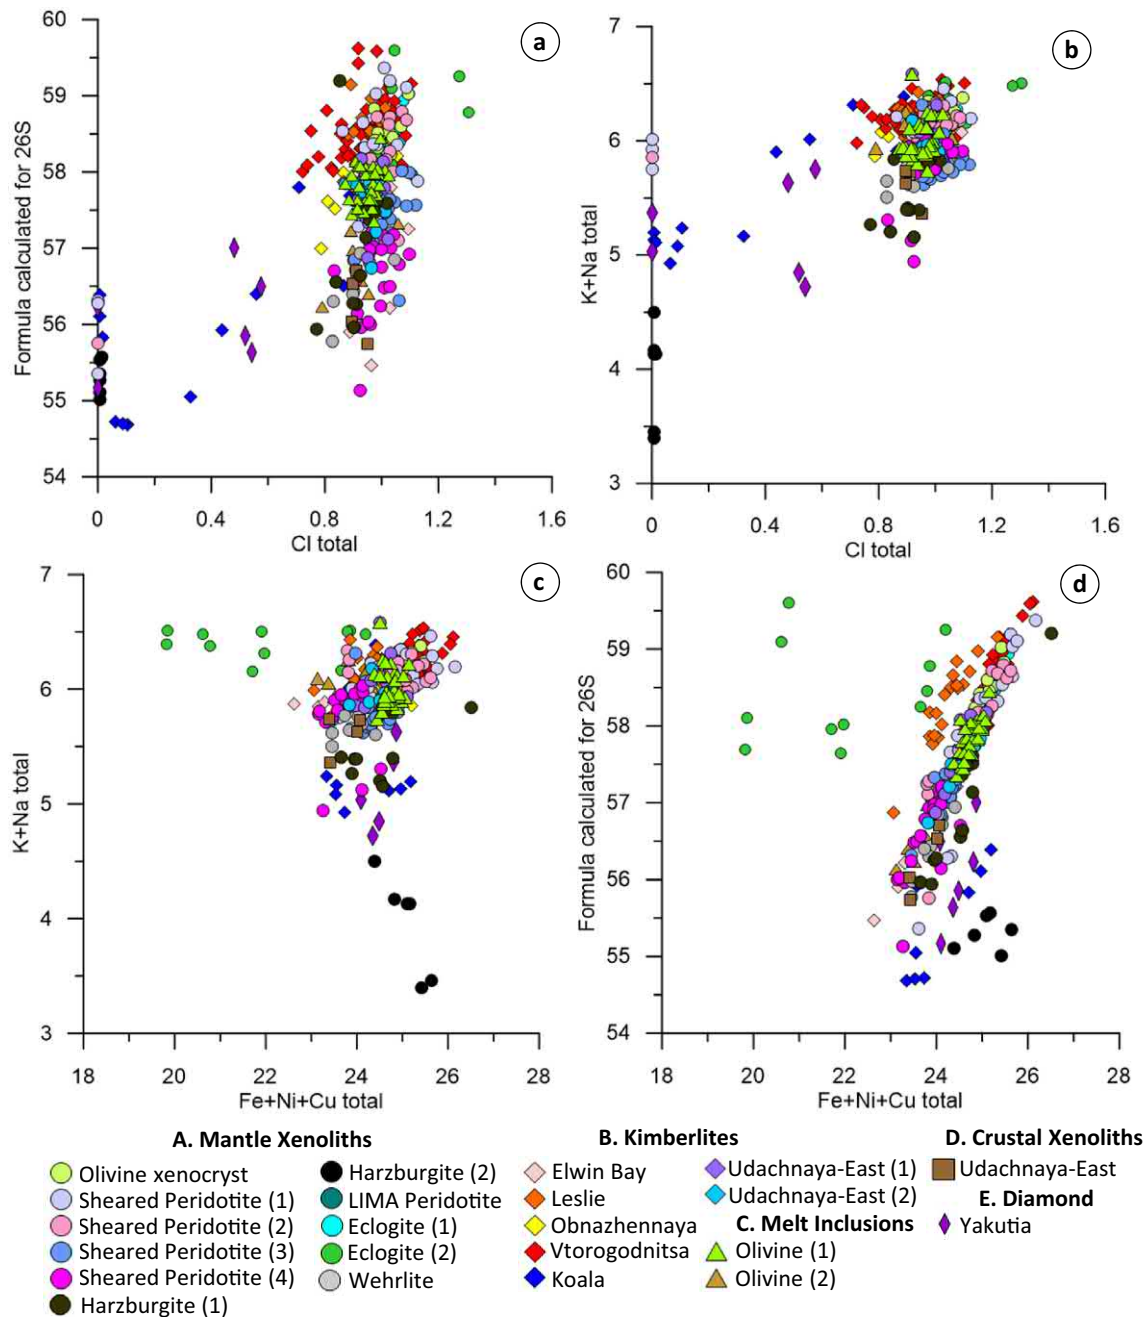 a
Formula calculated for 26S
60
59
58
57
56
55
54
0
0.4
0.8
1.2
1.6
Cl total
b
K+Na total
7
6
5
4
3
0
0.4
0.8
1.2
1.6
Cl total
c
K+Na total
7
6
5
4
3
18
20
22
24
26
28
Fe+Ni+Cu total
d
Formula calculated for 26S
60
59
58
57
56
55
54
18
20
22
24
26
28
Fe+Ni+Cu total
A. Mantle Xenoliths
Olivine xenocryst
Sheared Peridotite (1)
Sheared Peridotite (2)
Sheared Peridotite (3)
Sheared Peridotite (4)
Harzburgite (1)
Harzburgite (2)
LIMA Peridotite
Eclogite (1)
Eclogite (2)
Wehrlite
B. Kimberlites
Elwin Bay
Leslie
Obnazhennaya
Vtorogodnitsa
Koala
Udachnaya-East (1)
Udachnaya-East (2)
C. Melt Inclusions
Olivine (1)
Olivine (2)
D. Crustal Xenoliths
Udachnaya-East
E. Diamond
Yakutia